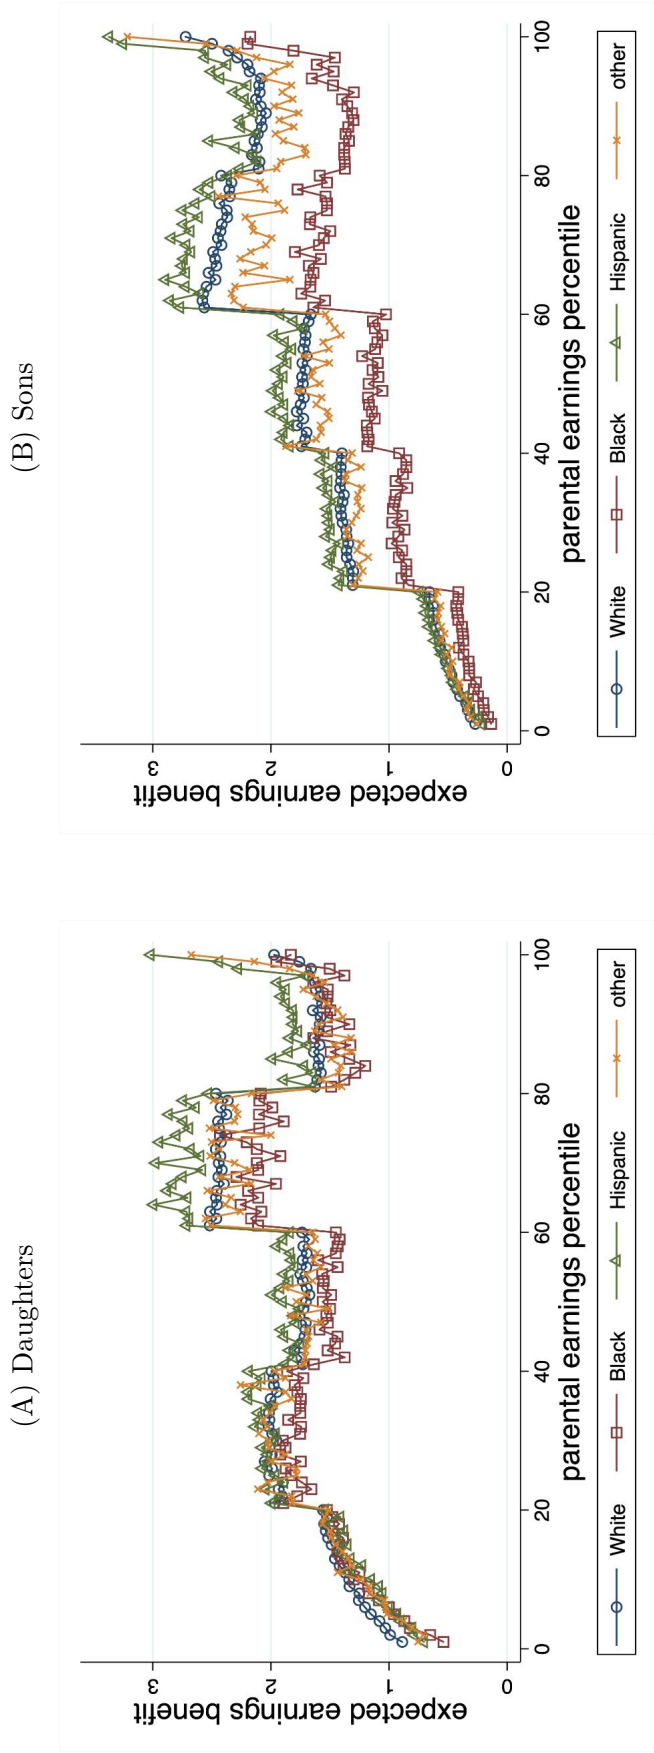 (A) Daughters
expected earnings benefit
3
2
1
0
0 20 40 60 80 100
parental earnings percentile
White Black Hispanic other
(B) Sons
expected earnings benefit
3
2
1
0
0 20 40 60 80 100
parental earnings percentile
White Black Hispanic other